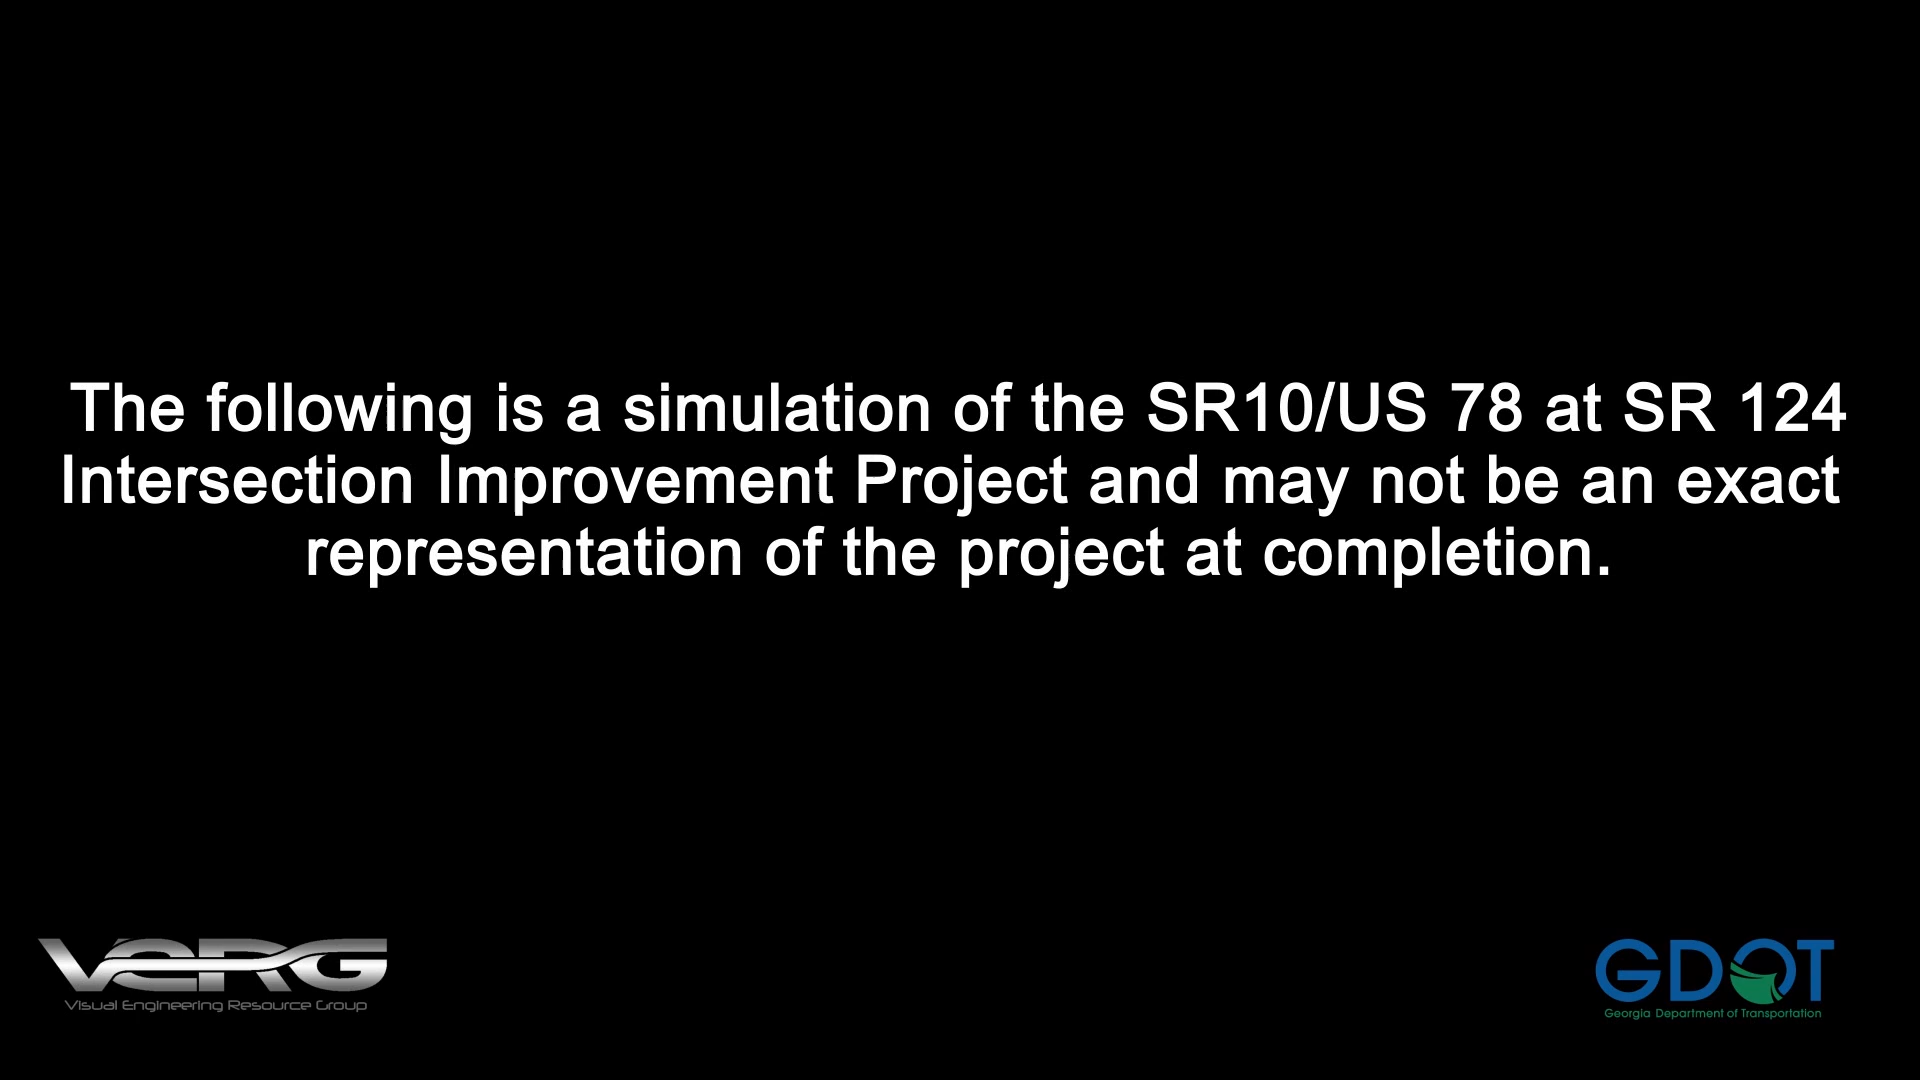 The following is a simulation of the SR10/US 78 at SR 124
Intersection Improvement Project and may not be an exact
representation of the project at completion.
VERG
Visual Engineering Resource Group
GDOT
Georgia Department of Transportation